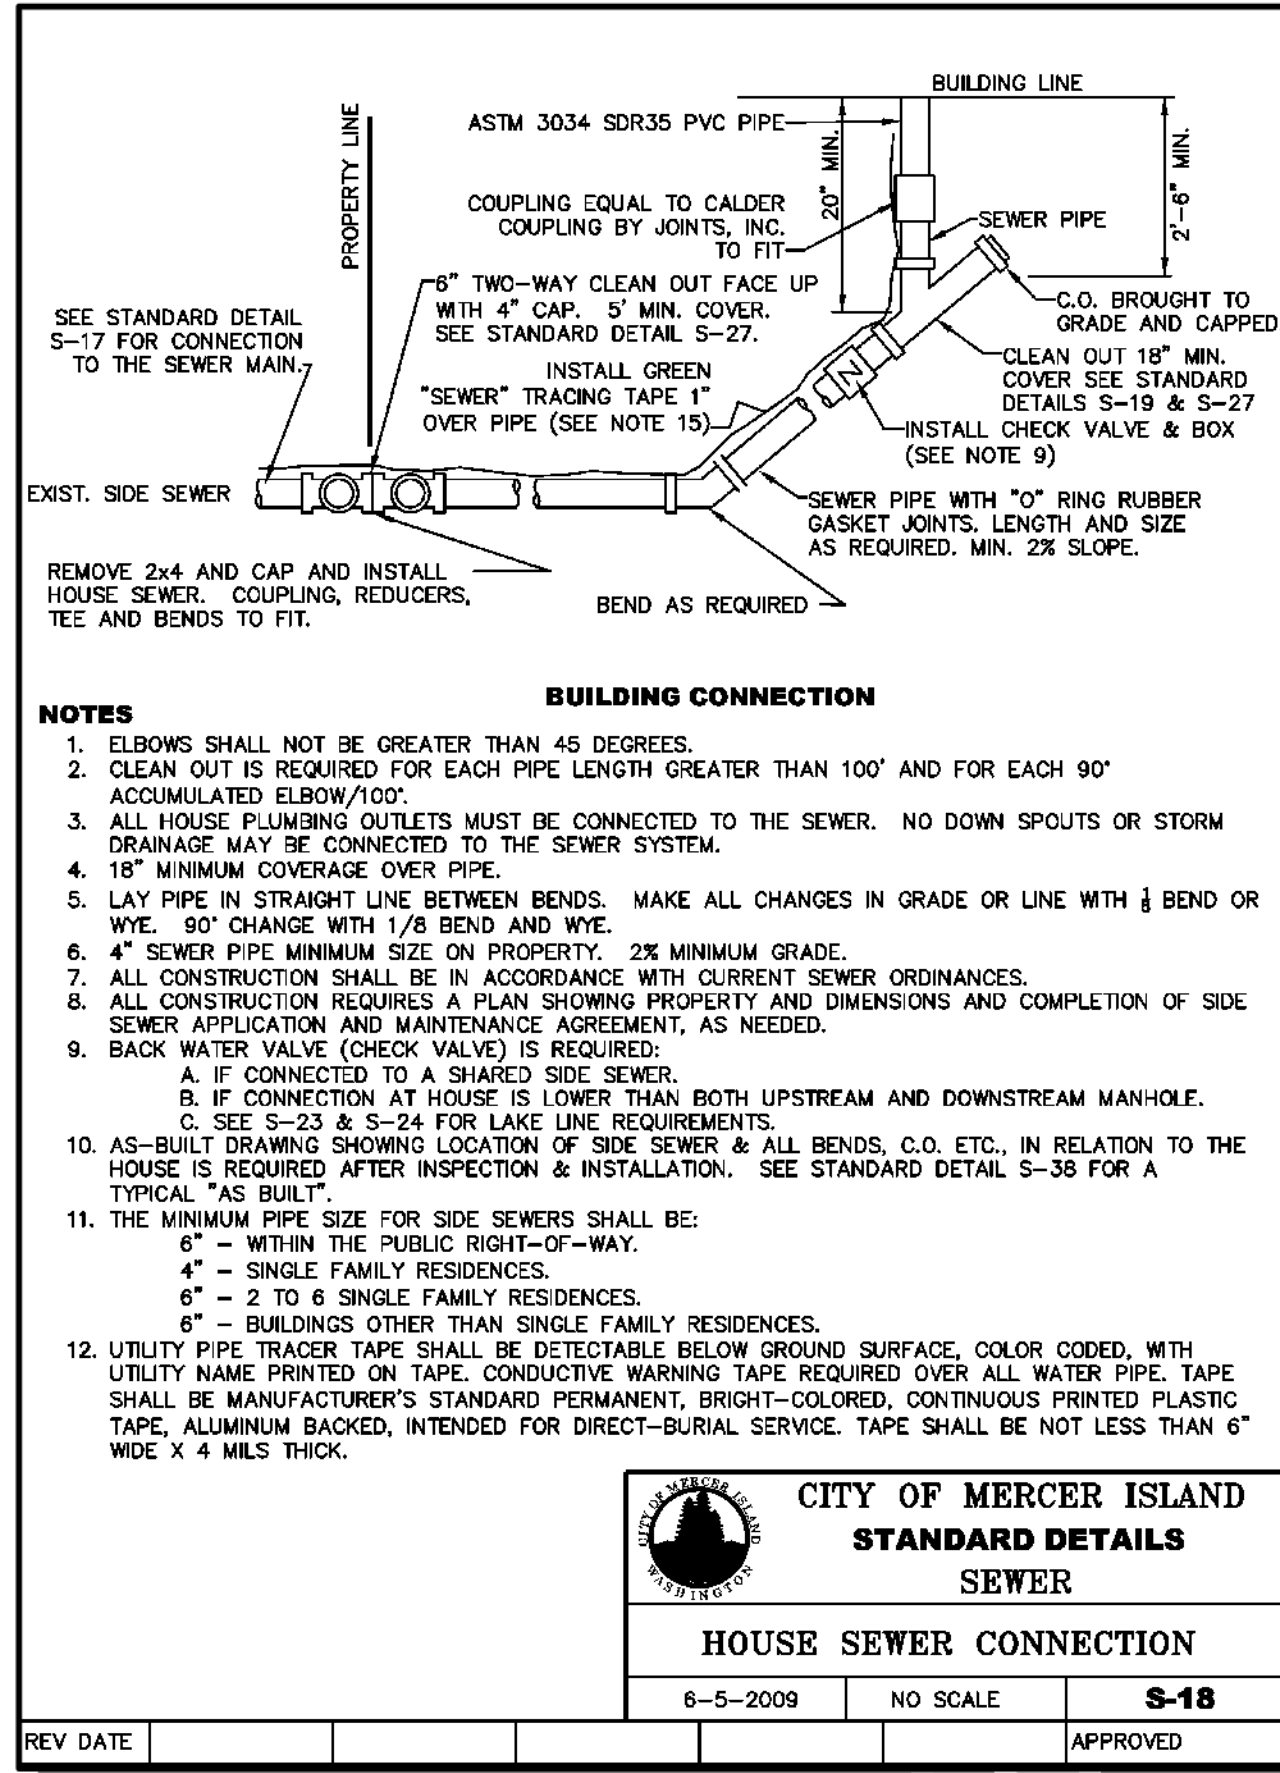 BUILDING LINE
PROPERTY LINE
ASTM 3034 SDR35 PVC PIPE
20" MIN.
2'-6" MIN.
COUPLING EQUAL TO CALDER
COUPLING BY JOINTS, INC.
TO FIT
SEWER PIPE
6" TWO-WAY CLEAN OUT FACE UP
WITH 4" CAP. 5' MIN. COVER.
SEE STANDARD DETAIL S-27.
C.O. BROUGHT TO
GRADE AND CAPPED
SEE STANDARD DETAIL
S-17 FOR CONNECTION
TO THE SEWER MAIN.
INSTALL GREEN
"SEWER" TRACING TAPE 1"
OVER PIPE (SEE NOTE 15)
CLEAN OUT 18" MIN.
COVER SEE STANDARD
DETAILS S-19 & S-27
Z
INSTALL CHECK VALVE & BOX
(SEE NOTE 9)
EXIST. SIDE SEWER
SEWER PIPE WITH "O" RING RUBBER
GASKET JOINTS. LENGTH AND SIZE
AS REQUIRED. MIN. 2% SLOPE.
REMOVE 2x4 AND CAP AND INSTALL
HOUSE SEWER. COUPLING, REDUCERS,
TEE AND BENDS TO FIT.
BEND AS REQUIRED
BUILDING CONNECTION
NOTES
1. ELBOWS SHALL NOT BE GREATER THAN 45 DEGREES.
2. CLEAN OUT IS REQUIRED FOR EACH PIPE LENGTH GREATER THAN 100' AND FOR EACH 90°
ACCUMULATED ELBOW/100'.
3. ALL HOUSE PLUMBING OUTLETS MUST BE CONNECTED TO THE SEWER. NO DOWN SPOUTS OR STORM
DRAINAGE MAY BE CONNECTED TO THE SEWER SYSTEM.
4. 18" MINIMUM COVERAGE OVER PIPE.
5. LAY PIPE IN STRAIGHT LINE BETWEEN BENDS. MAKE ALL CHANGES IN GRADE OR LINE WITH ⅛ BEND OR
WYE. 90° CHANGE WITH 1/8 BEND AND WYE.
6. 4" SEWER PIPE MINIMUM SIZE ON PROPERTY. 2% MINIMUM GRADE.
7. ALL CONSTRUCTION SHALL BE IN ACCORDANCE WITH CURRENT SEWER ORDINANCES.
8. ALL CONSTRUCTION REQUIRES A PLAN SHOWING PROPERTY AND DIMENSIONS AND COMPLETION OF SIDE
SEWER APPLICATION AND MAINTENANCE AGREEMENT, AS NEEDED.
9. BACK WATER VALVE (CHECK VALVE) IS REQUIRED:
A. IF CONNECTED TO A SHARED SIDE SEWER.
B. IF CONNECTION AT HOUSE IS LOWER THAN BOTH UPSTREAM AND DOWNSTREAM MANHOLE.
C. SEE S-23 & S-24 FOR LAKE LINE REQUIREMENTS.
10. AS-BUILT DRAWING SHOWING LOCATION OF SIDE SEWER & ALL BENDS, C.O. ETC., IN RELATION TO THE
HOUSE IS REQUIRED AFTER INSPECTION & INSTALLATION. SEE STANDARD DETAIL S-38 FOR A
TYPICAL "AS BUILT".
11. THE MINIMUM PIPE SIZE FOR SIDE SEWERS SHALL BE:
6" - WITHIN THE PUBLIC RIGHT-OF-WAY.
4" - SINGLE FAMILY RESIDENCES.
6" - 2 TO 6 SINGLE FAMILY RESIDENCES.
6" - BUILDINGS OTHER THAN SINGLE FAMILY RESIDENCES.
12. UTILITY PIPE TRACER TAPE SHALL BE DETECTABLE BELOW GROUND SURFACE, COLOR CODED, WITH
UTILITY NAME PRINTED ON TAPE. CONDUCTIVE WARNING TAPE REQUIRED OVER ALL WATER PIPE. TAPE
SHALL BE MANUFACTURER'S STANDARD PERMANENT, BRIGHT-COLORED, CONTINUOUS PRINTED PLASTIC
TAPE, ALUMINUM BACKED, INTENDED FOR DIRECT-BURIAL SERVICE. TAPE SHALL BE NOT LESS THAN 6"
WIDE X 4 MILS THICK.
CITY OF MERCER ISLAND
WASHINGTON
CITY OF MERCER ISLAND
STANDARD DETAILS
SEWER
HOUSE SEWER CONNECTION
6-5-2009 NO SCALE S-18
REV DATE APPROVED